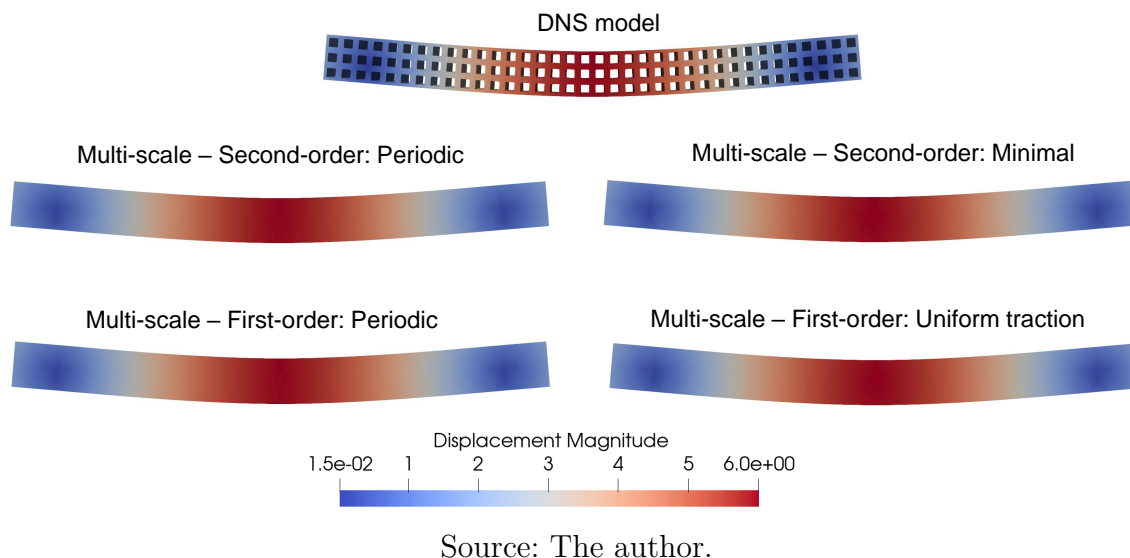 DNS model
Multi-scale – Second-order: Periodic
Multi-scale – Second-order: Minimal
Multi-scale – First-order: Periodic
Multi-scale – First-order: Uniform traction
Displacement Magnitude
1.5e-02 1 2 3 4 5 6.0e+00
Source: The author.